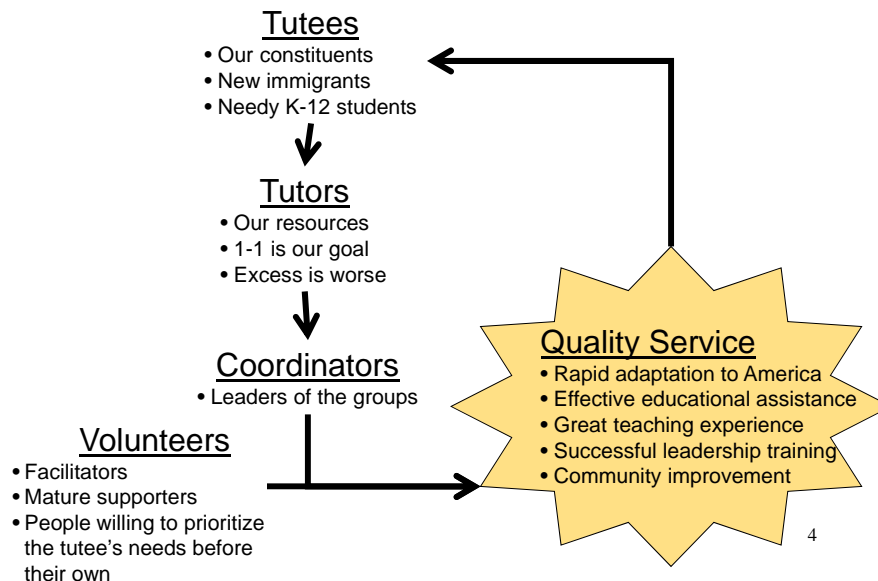 Tutees
• Our constituents
• New immigrants
• Needy K-12 students
Tutors
• Our resources
• 1-1 is our goal
• Excess is worse
Coordinators
• Leaders of the groups
Volunteers
• Facilitators
• Mature supporters
• People willing to prioritize
the tutee's needs before
their own
Quality Service
• Rapid adaptation to America
• Effective educational assistance
• Great teaching experience
• Successful leadership training
• Community improvement
4